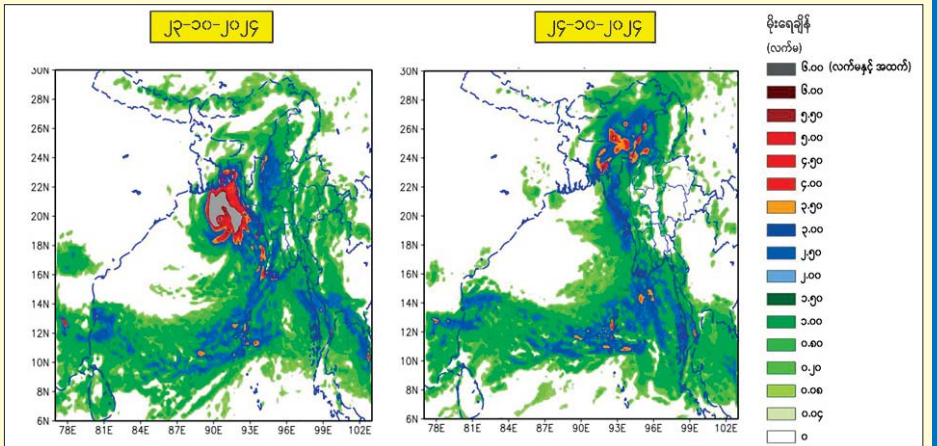 ၂၃-၁၀-၂၀၂၄
၂၄-၁၀-၂၀၂၄
30N
28N
26N
24N
22N
20N
18N
16N
14N
12N
10N
8N
6N
78E 81E 84E 87E 90E 93E 96E 99E 102E
30N
28N
26N
24N
22N
20N
18N
16N
14N
12N
10N
8N
6N
78E 81E 84E 87E 90E 93E 96E 99E 102E
မိုးရေချိန်
(လက်မ)
၆.၀၀ (လက်မနှင့် အထက်)
၆.၀၀
၅.၅၀
၅.၀၀
၄.၅၀
၄.၀၀
၃.၅၀
၃.၀၀
၂.၅၀
၂.၀၀
၁.၅၀
၁.၀၀
၀.၈၀
၀.၂၀
၀.၀၈
၀.၀၄
၀